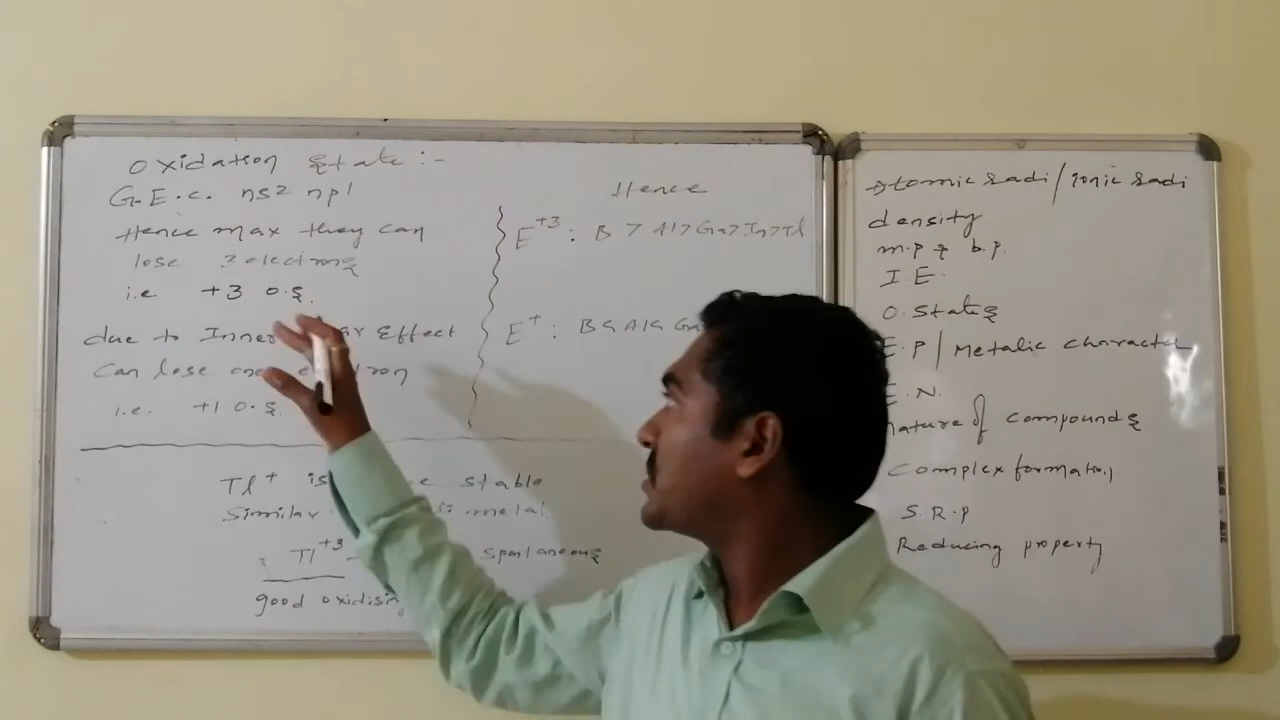 Oxidation State :-
G.E.C. ns2 np1
Hence max they can
lose 3 electrons
i.e +3 O.S.
due to Inner Effect
can lose one
i.e. +1 O.S.
Hence
E+3 : B > Al > Ga > In > Tl
E+ : B < Al < Ga
Tl+ is stable
Similar metal
Tl+3 spontaneous
good oxidising
Atomic radi / Ionic radi
density
m.p & b.p.
I.E.
O. States
E.P / Metalic character
E.N.
nature of compounds
Complex formation
S.R.P
Reducing property